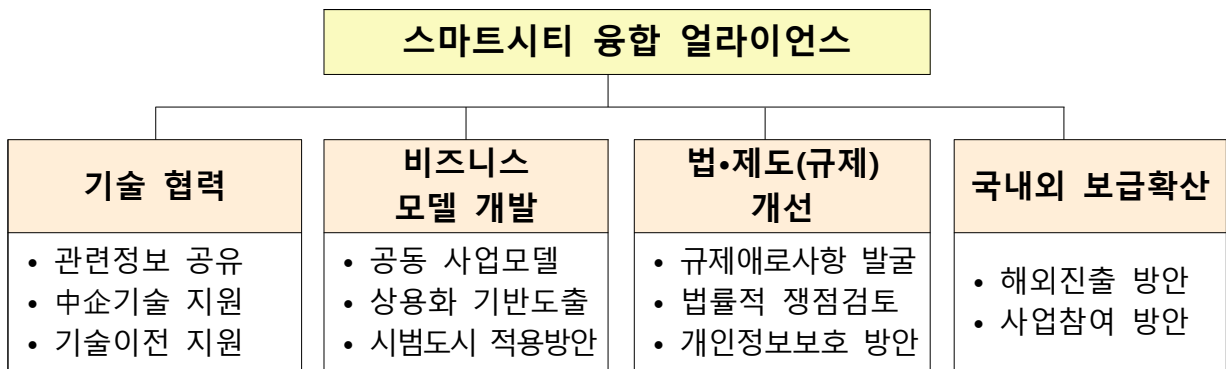 스마트시티 융합 얼라이언스
기술 협력
• 관련정보 공유
• 中企기술 지원
• 기술이전 지원
비즈니스
모델 개발
• 공동 사업모델
• 상용화 기반도출
• 시범도시 적용방안
법•제도(규제)
개선
• 규제애로사항 발굴
• 법률적 쟁점검토
• 개인정보보호 방안
국내외 보급확산
• 해외진출 방안
• 사업참여 방안